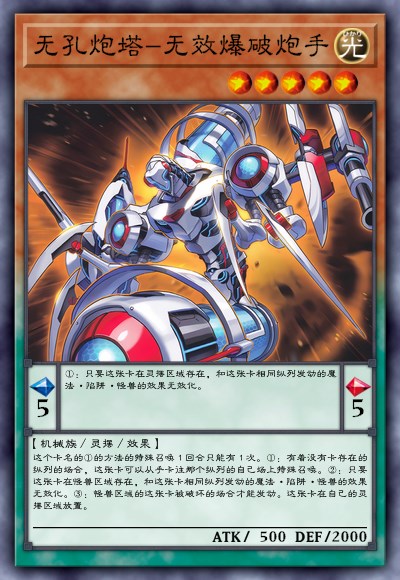 无孔炮塔-无效爆破炮手
光
①：只要这张卡在灵摆区域存在，和这张卡相同纵列发动的魔
法·陷阱·怪兽的效果无效化。
5
5
【机械族/灵摆/效果】
这个卡名的①的方法的特殊召唤1回合只能有1次。①：有着没有卡存在的
纵列的场合，这张卡可以从手卡往那个纵列的自己场上特殊召唤。②：只要
这张卡在怪兽区域存在，和这张卡相同纵列发动的魔法·陷阱·怪兽的效果
无效化。③：怪兽区域的这张卡被破坏的场合才能发动。这张卡在自己的灵
摆区域放置。
ATK/ 500 DEF/2000